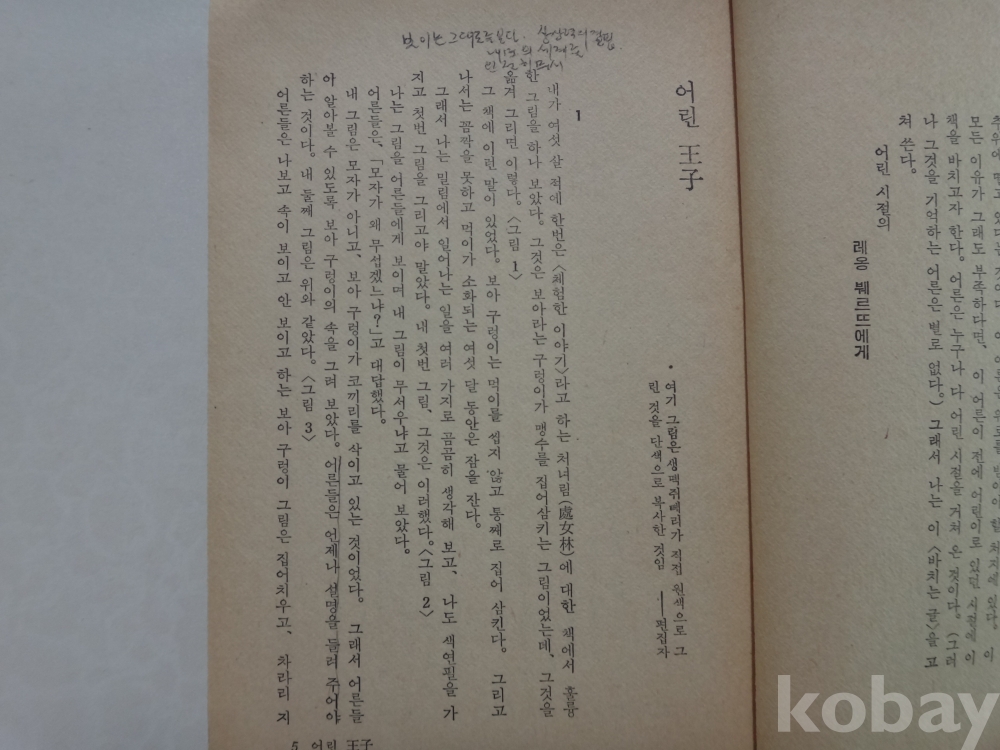 모든 이유가 그래도 부족하다면, 이 어른이 전에 어린이로 있던 시절의 이
책을 바치고자 한다. 어른은 누구나 다 어린 시절을 거쳐 온 것이다. (그러
나 그것을 기억하는 어른은 별로 없다.) 그래서 나는 이 〈바치는 글〉을 고
쳐 쓴다.
어린 시절의
레옹 붸르뜨에게
어린 王子
• 여기 그림은 생 떽쥐뻬리가 직접 원색으로 그
린 것을 단색으로 복사한 것임 ——편집자
1
내가 여섯 살 적에 한번은 〈체험한 이야기〉라고 하는 처녀림(處女林)에 대한 책에서 훌륭
한 그림을 하나 보았다. 그것은 보아라는 구렁이가 맹수를 집어삼키는 그림이었는데, 그것을
옮겨 그리면 이렇다. 〈그림 1〉
그 책에 이런 말이 있었다. 보아 구렁이는 먹이를 씹지 않고 통째로 집어 삼킨다. 그리고
나서는 꼼짝을 못하고 먹이가 소화되는 여섯 달 동안은 잠을 잔다.
그래서 나는 밀림에서 일어나는 일을 여러 가지로 곰곰히 생각해 보고, 나도 색연필을 가
지고 첫번 그림을 그리고야 말았다. 내 첫번 그림, 그것은 이러했다. 〈그림 2〉
나는 그림을 어른들에게 보이며 내 그림이 무서우냐고 물어 보았다.
어른들은, 「모자가 왜 무섭겠느냐?」고 대답했다.
내 그림은 모자가 아니고, 보아 구렁이가 코끼리를 삭이고 있는 것이었다. 그래서 어른들
아 알아볼 수 있도록 보아 구렁이의 속을 그려 보았다. 어른들은 언제나 설명을 들려 주어야
하는 것이다. 내 둘째 그림은 위와 같았다. 〈그림 3〉
어른들은 나보고 속이 보이고 안 보이고 하는 보아 구렁이 그림은 집어치우고, 차라리 지
5 어린 王子
kobay